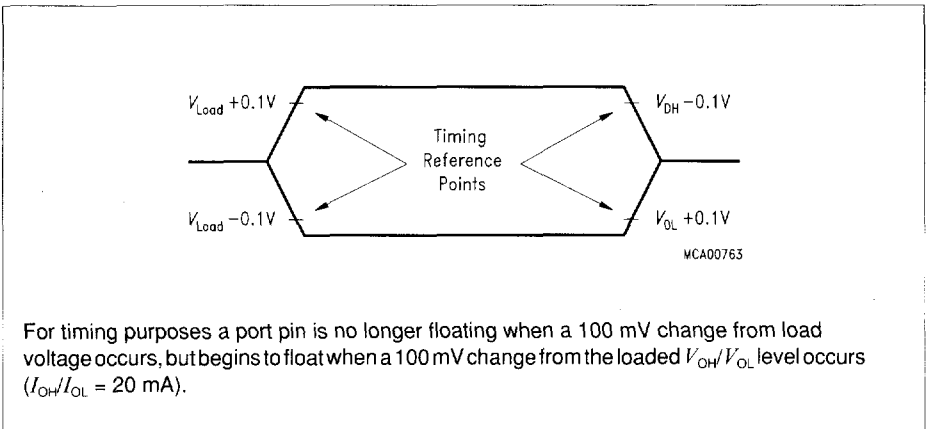 V_Load +0.1V
V_DH −0.1V
Timing
Reference
Points
V_Load −0.1V
V_OL +0.1V
MCA00763
For timing purposes a port pin is no longer floating when a 100 mV change from load
voltage occurs, but begins to float when a 100 mV change from the loaded V_OH/V_OL level occurs
(I_OH/I_OL = 20 mA).